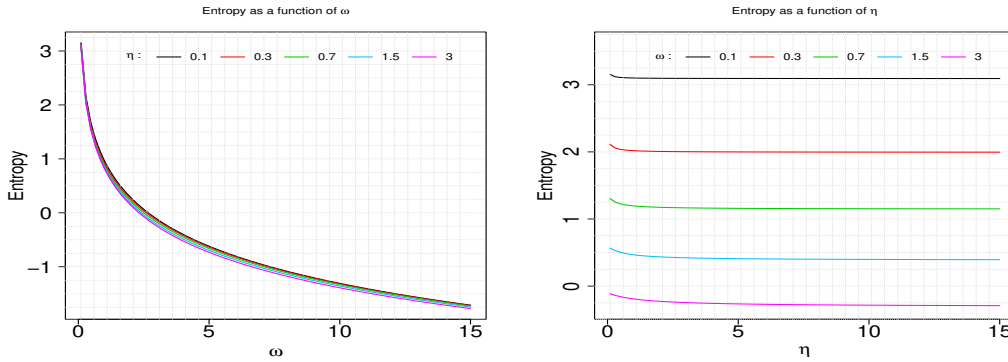 Entropy as a function of ω
η : 0.1 0.3 0.7 1.5 3
3
2
1
0
−1
Entropy
0 5 10 15
ω
Entropy as a function of η
ω : 0.1 0.3 0.7 1.5 3
3
2
1
0
Entropy
0 5 10 15
η